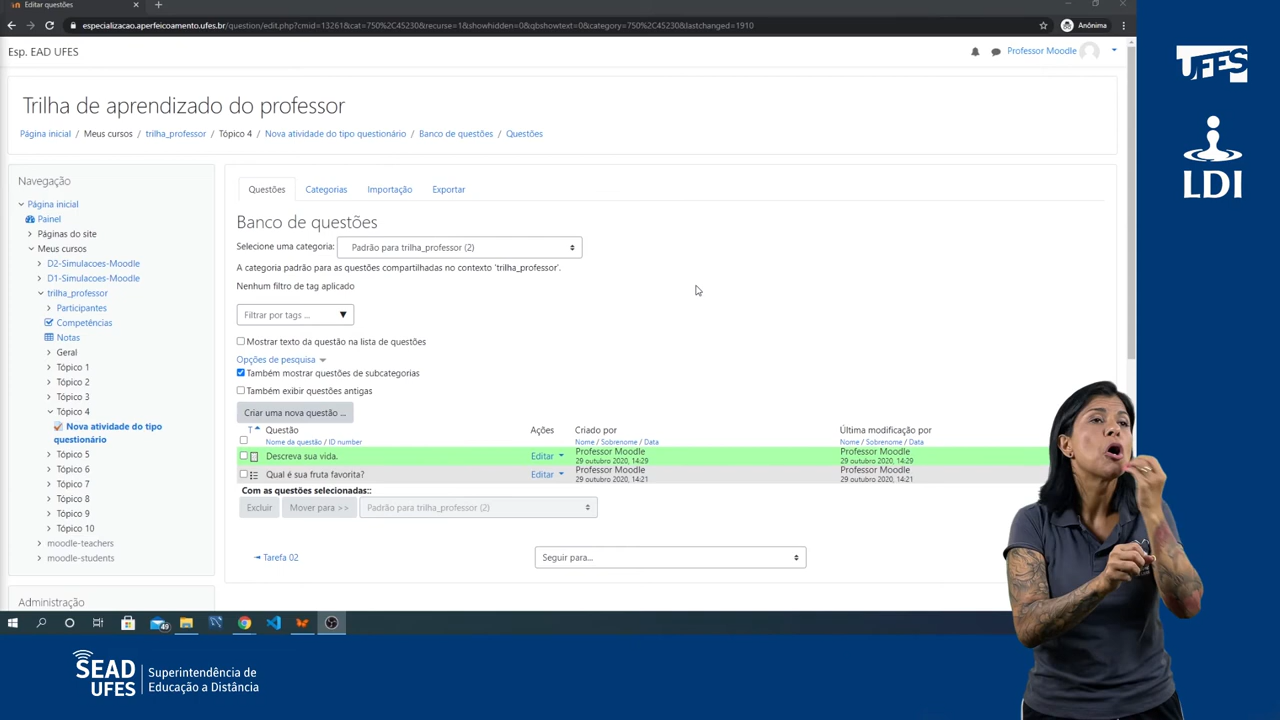 Editar questões
especializacao.aperfeicoamento.ufes.br/question/edit.php?cmid=13261&cat=750%2C45230&recurse=1&showhidden=0&qbshowtext=0&category=750%2C45230&lastchanged=1910
Anônima
Esp. EAD UFES
Professor Moodle
UFES
LDI
Trilha de aprendizado do professor
Página inicial / Meus cursos / trilha_professor / Tópico 4 / Nova atividade do tipo questionário / Banco de questões / Questões
Navegação
Página inicial
Painel
Páginas do site
Meus cursos
D2-Simulacoes-Moodle
D1-Simulacoes-Moodle
trilha_professor
Participantes
Competências
Notas
Geral
Tópico 1
Tópico 2
Tópico 3
Tópico 4
Nova atividade do tipo
questionário
Tópico 5
Tópico 6
Tópico 7
Tópico 8
Tópico 9
Tópico 10
moodle-teachers
moodle-students
Administração
Questões Categorias Importação Exportar
Banco de questões
Selecione uma categoria: Padrão para trilha_professor (2)
A categoria padrão para as questões compartilhadas no contexto 'trilha_professor'.
Nenhum filtro de tag aplicado
Filtrar por tags ... ▼
Mostrar texto da questão na lista de questões
Opções de pesquisa
Também mostrar questões de subcategorias
Também exibir questões antigas
Criar uma nova questão ...
T Questão Ações Criado por Última modificação por
Nome da questão / ID number Nome / Sobrenome / Data Nome / Sobrenome / Data
Descreva sua vida. Editar Professor Moodle Professor Moodle
29 outubro 2020, 14:29 29 outubro 2020, 14:29
Qual é sua fruta favorita? Editar Professor Moodle Professor Moodle
29 outubro 2020, 14:21 29 outubro 2020, 14:21
Com as questões selecionadas::
Excluir Mover para >> Padrão para trilha_professor (2)
◄ Tarefa 02 Seguir para...
49
SEAD
UFES
Superintendência de
Educação a Distância